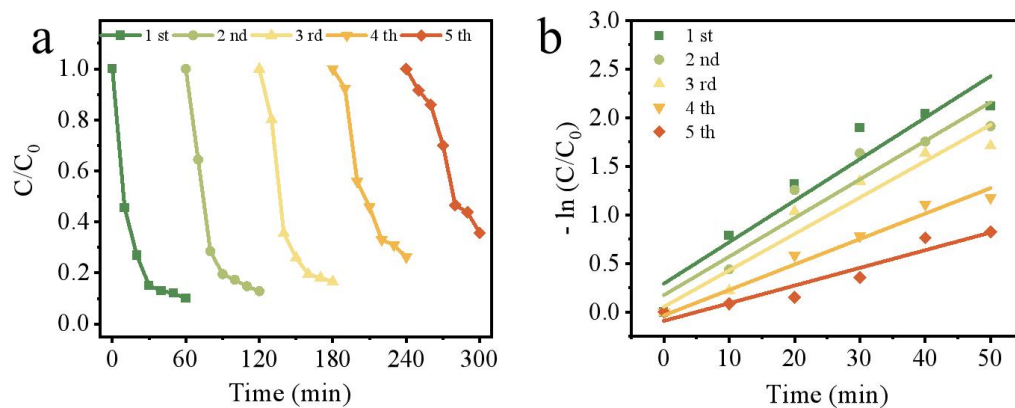 a
1 st 2 nd 3 rd 4 th 5 th
1.0
0.8
0.6
0.4
0.2
0.0
C/C0
0 60 120 180 240 300
Time (min)
b
1 st
2 nd
3 rd
4 th
5 th
3.0
2.5
2.0
1.5
1.0
0.5
0.0
- ln (C/C0)
0 10 20 30 40 50
Time (min)